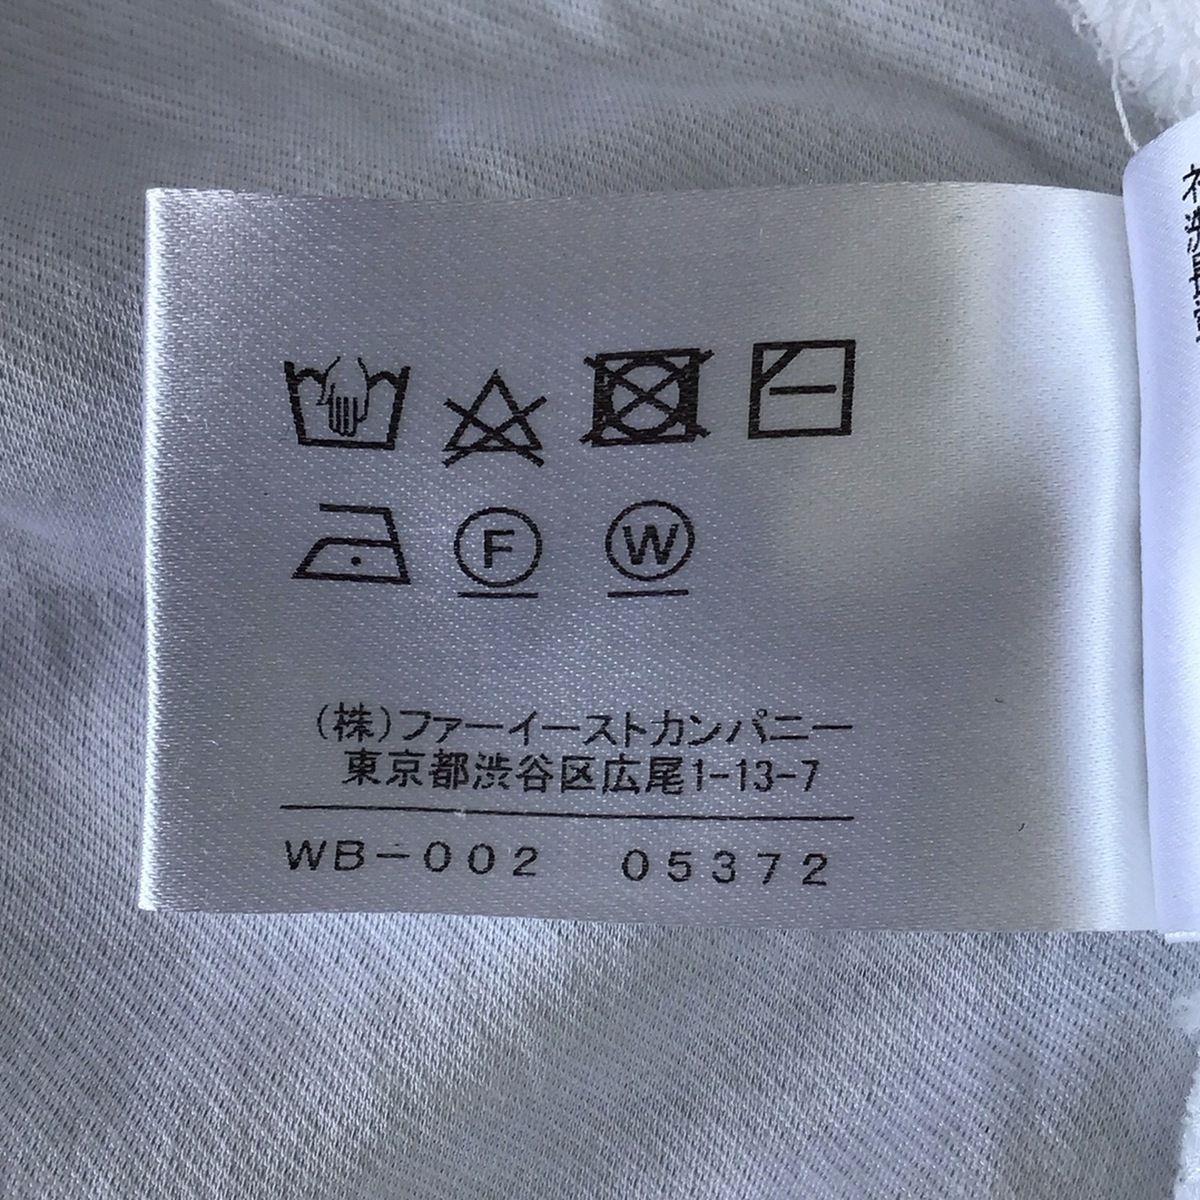 F W
(株)ファーイーストカンパニー
東京都渋谷区広尾1-13-7
WB-002 05372